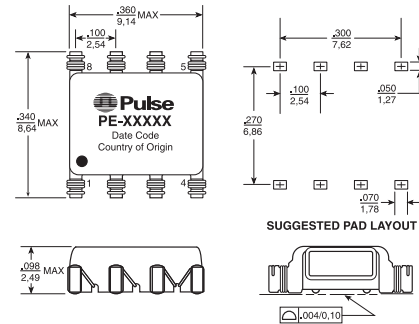 .360
9,14
MAX
.100
2,54
8
5
.340
8,64
MAX
Pulse
PE-XXXXX
Date Code
Country of Origin
1
4
.300
7,62
.100
2,54
.050
1,27
.270
6,86
.070
1,78
SUGGESTED PAD LAYOUT
.098
2,49
MAX
.004/0,10